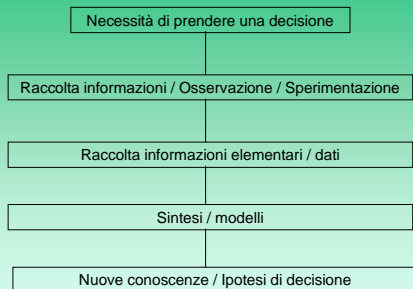 Necessità di prendere una decisione
Raccolta informazioni / Osservazione / Sperimentazione
Raccolta informazioni elementari / dati
Sintesi / modelli
Nuove conoscenze / Ipotesi di decisione